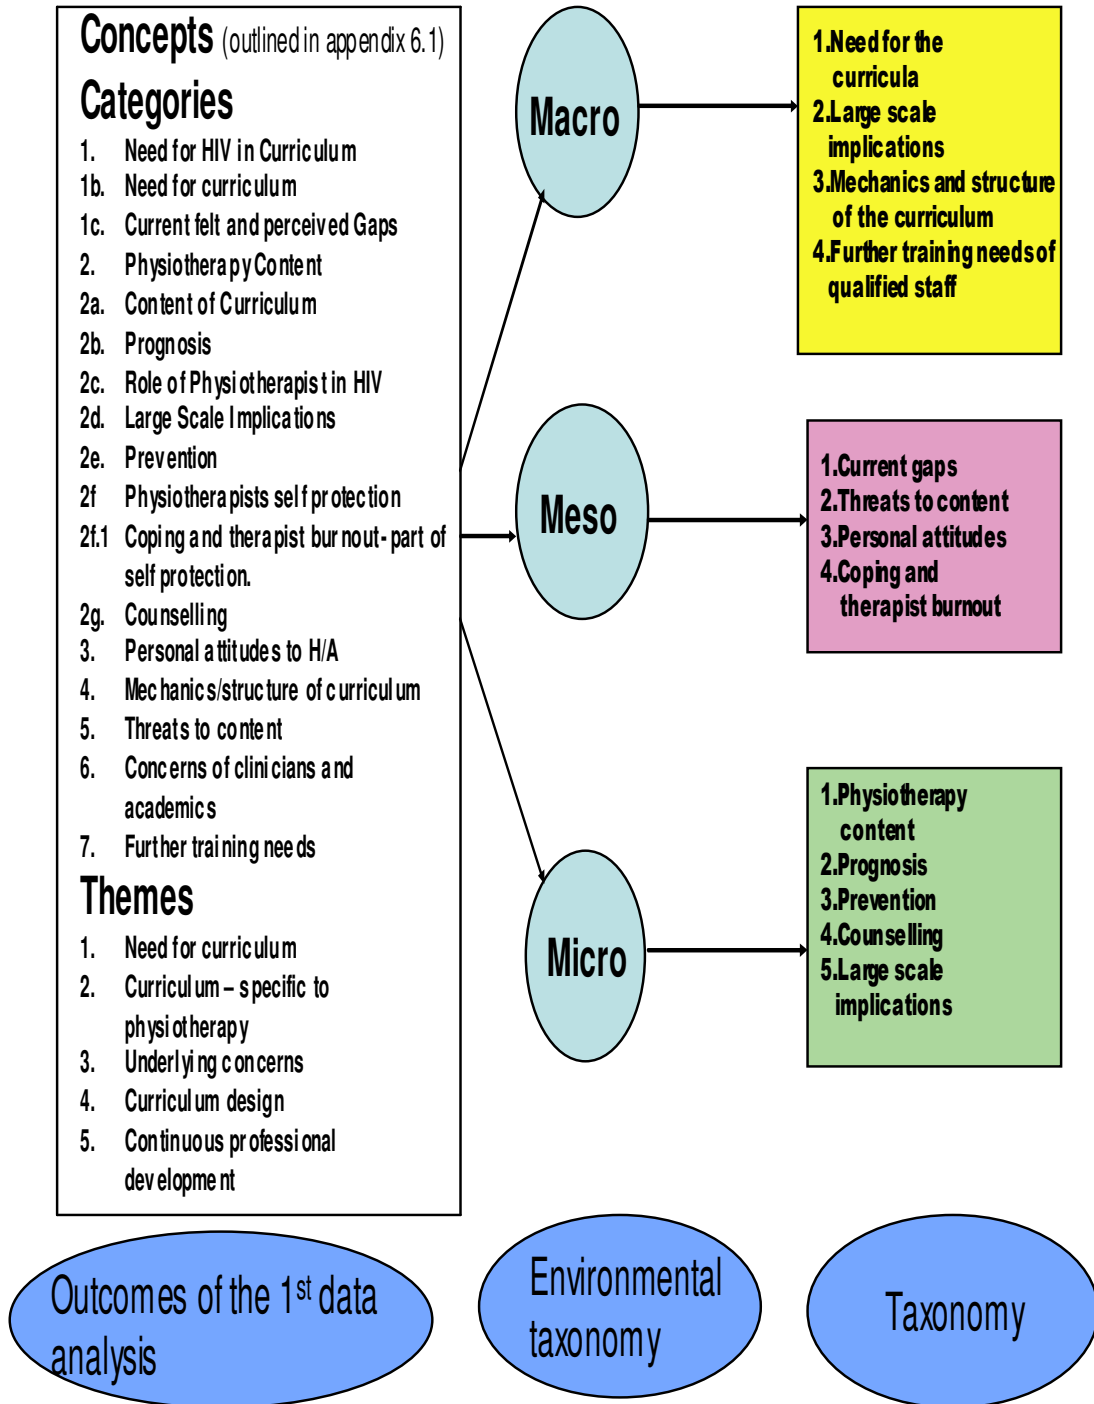 Concepts (outlined in appendix 6.1)
Categories
1. Need for HIV in Curriculum
1b. Need for curriculum
1c. Current felt and perceived Gaps
2. Physiotherapy Content
2a. Content of Curriculum
2b. Prognosis
2c. Role of Physiotherapist in HIV
2d. Large Scale Implications
2e. Prevention
2f Physiotherapists self protection
2f.1 Coping and therapist burnout- part of
self protection.
2g. Counselling
3. Personal attitudes to H/A
4. Mechanics/structure of curriculum
5. Threats to content
6. Concerns of clinicians and
academics
7. Further training needs
Themes
1. Need for curriculum
2. Curriculum – specific to
physiotherapy
3. Underlying concerns
4. Curriculum design
5. Continuous professional
development
Macro
Meso
Micro
1.Need for the
curricula
2.Large scale
implications
3.Mechanics and structure
of the curriculum
4.Further training needs of
qualified staff
1.Current gaps
2.Threats to content
3.Personal attitudes
4.Coping and
therapist burnout
1.Physiotherapy
content
2.Prognosis
3.Prevention
4.Counselling
5.Large scale
implications
Outcomes of the 1st data
analysis
Environmental
taxonomy
Taxonomy